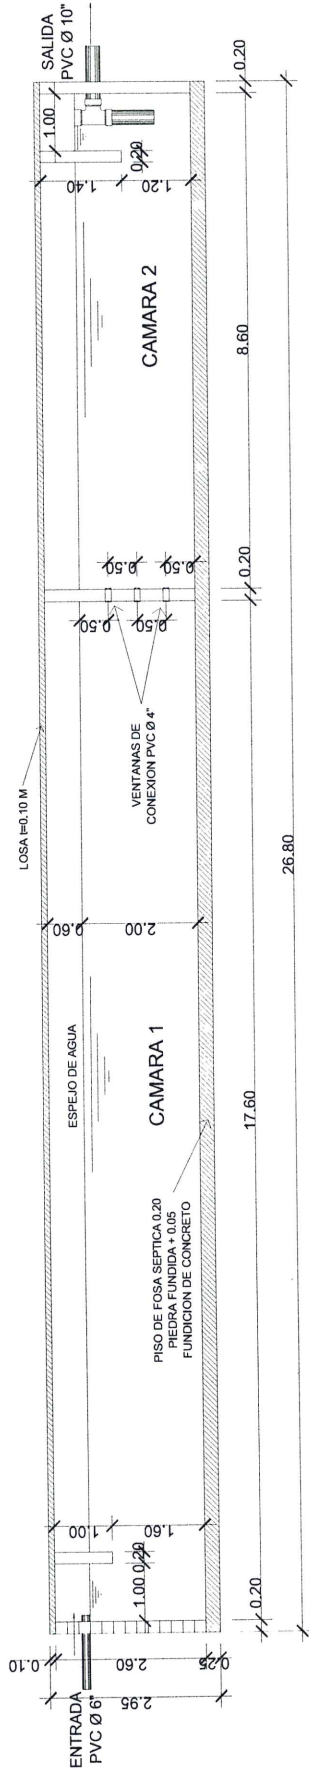 ENTRADA
PVC Ø 6"
0.10
2.60
0.25
2.95
1.00
0.20
1.00
1.60
0.20
PISO DE FOSA SEPTICA 0.20
PIEDRA FUNDIDA + 0.05
FUNDICION DE CONCRETO
CAMARA 1
ESPEJO DE AGUA
17.60
0.60
2.00
26.80
LOSA t=0.10 M
VENTANAS DE
CONEXION PVC Ø 4"
0.50
0.50
0.50
0.50
0.20
CAMARA 2
8.60
1.40
1.20
0.20
1.00
SALIDA
PVC Ø 10"
0.20